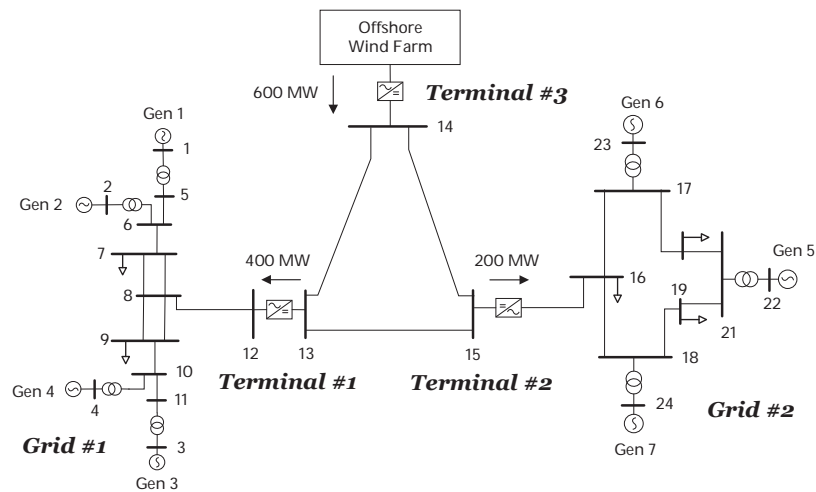 Offshore
Wind Farm
600 MW
Terminal #3
14
Gen 1
1
Gen 2
2
5
6
7
8
9
10
Gen 4
4
11
3
Gen 3
Grid #1
400 MW
12
13
Terminal #1
200 MW
15
Terminal #2
Gen 6
23
17
16
Gen 5
19
22
21
18
24
Gen 7
Grid #2